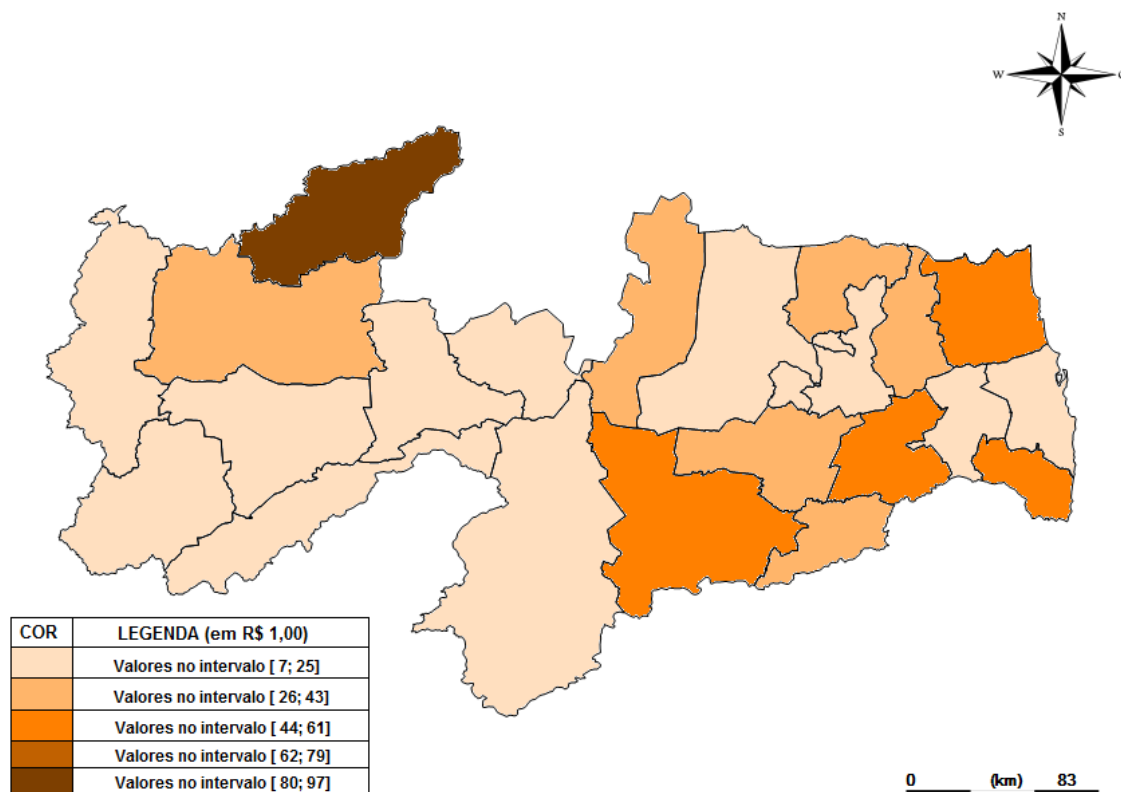 N
W
S
COR LEGENDA (em R$ 1,00)
Valores no intervalo [ 7; 25]
Valores no intervalo [ 26; 43]
Valores no intervalo [ 44; 61]
Valores no intervalo [ 62; 79]
Valores no intervalo [ 80; 97]
0 (km) 83